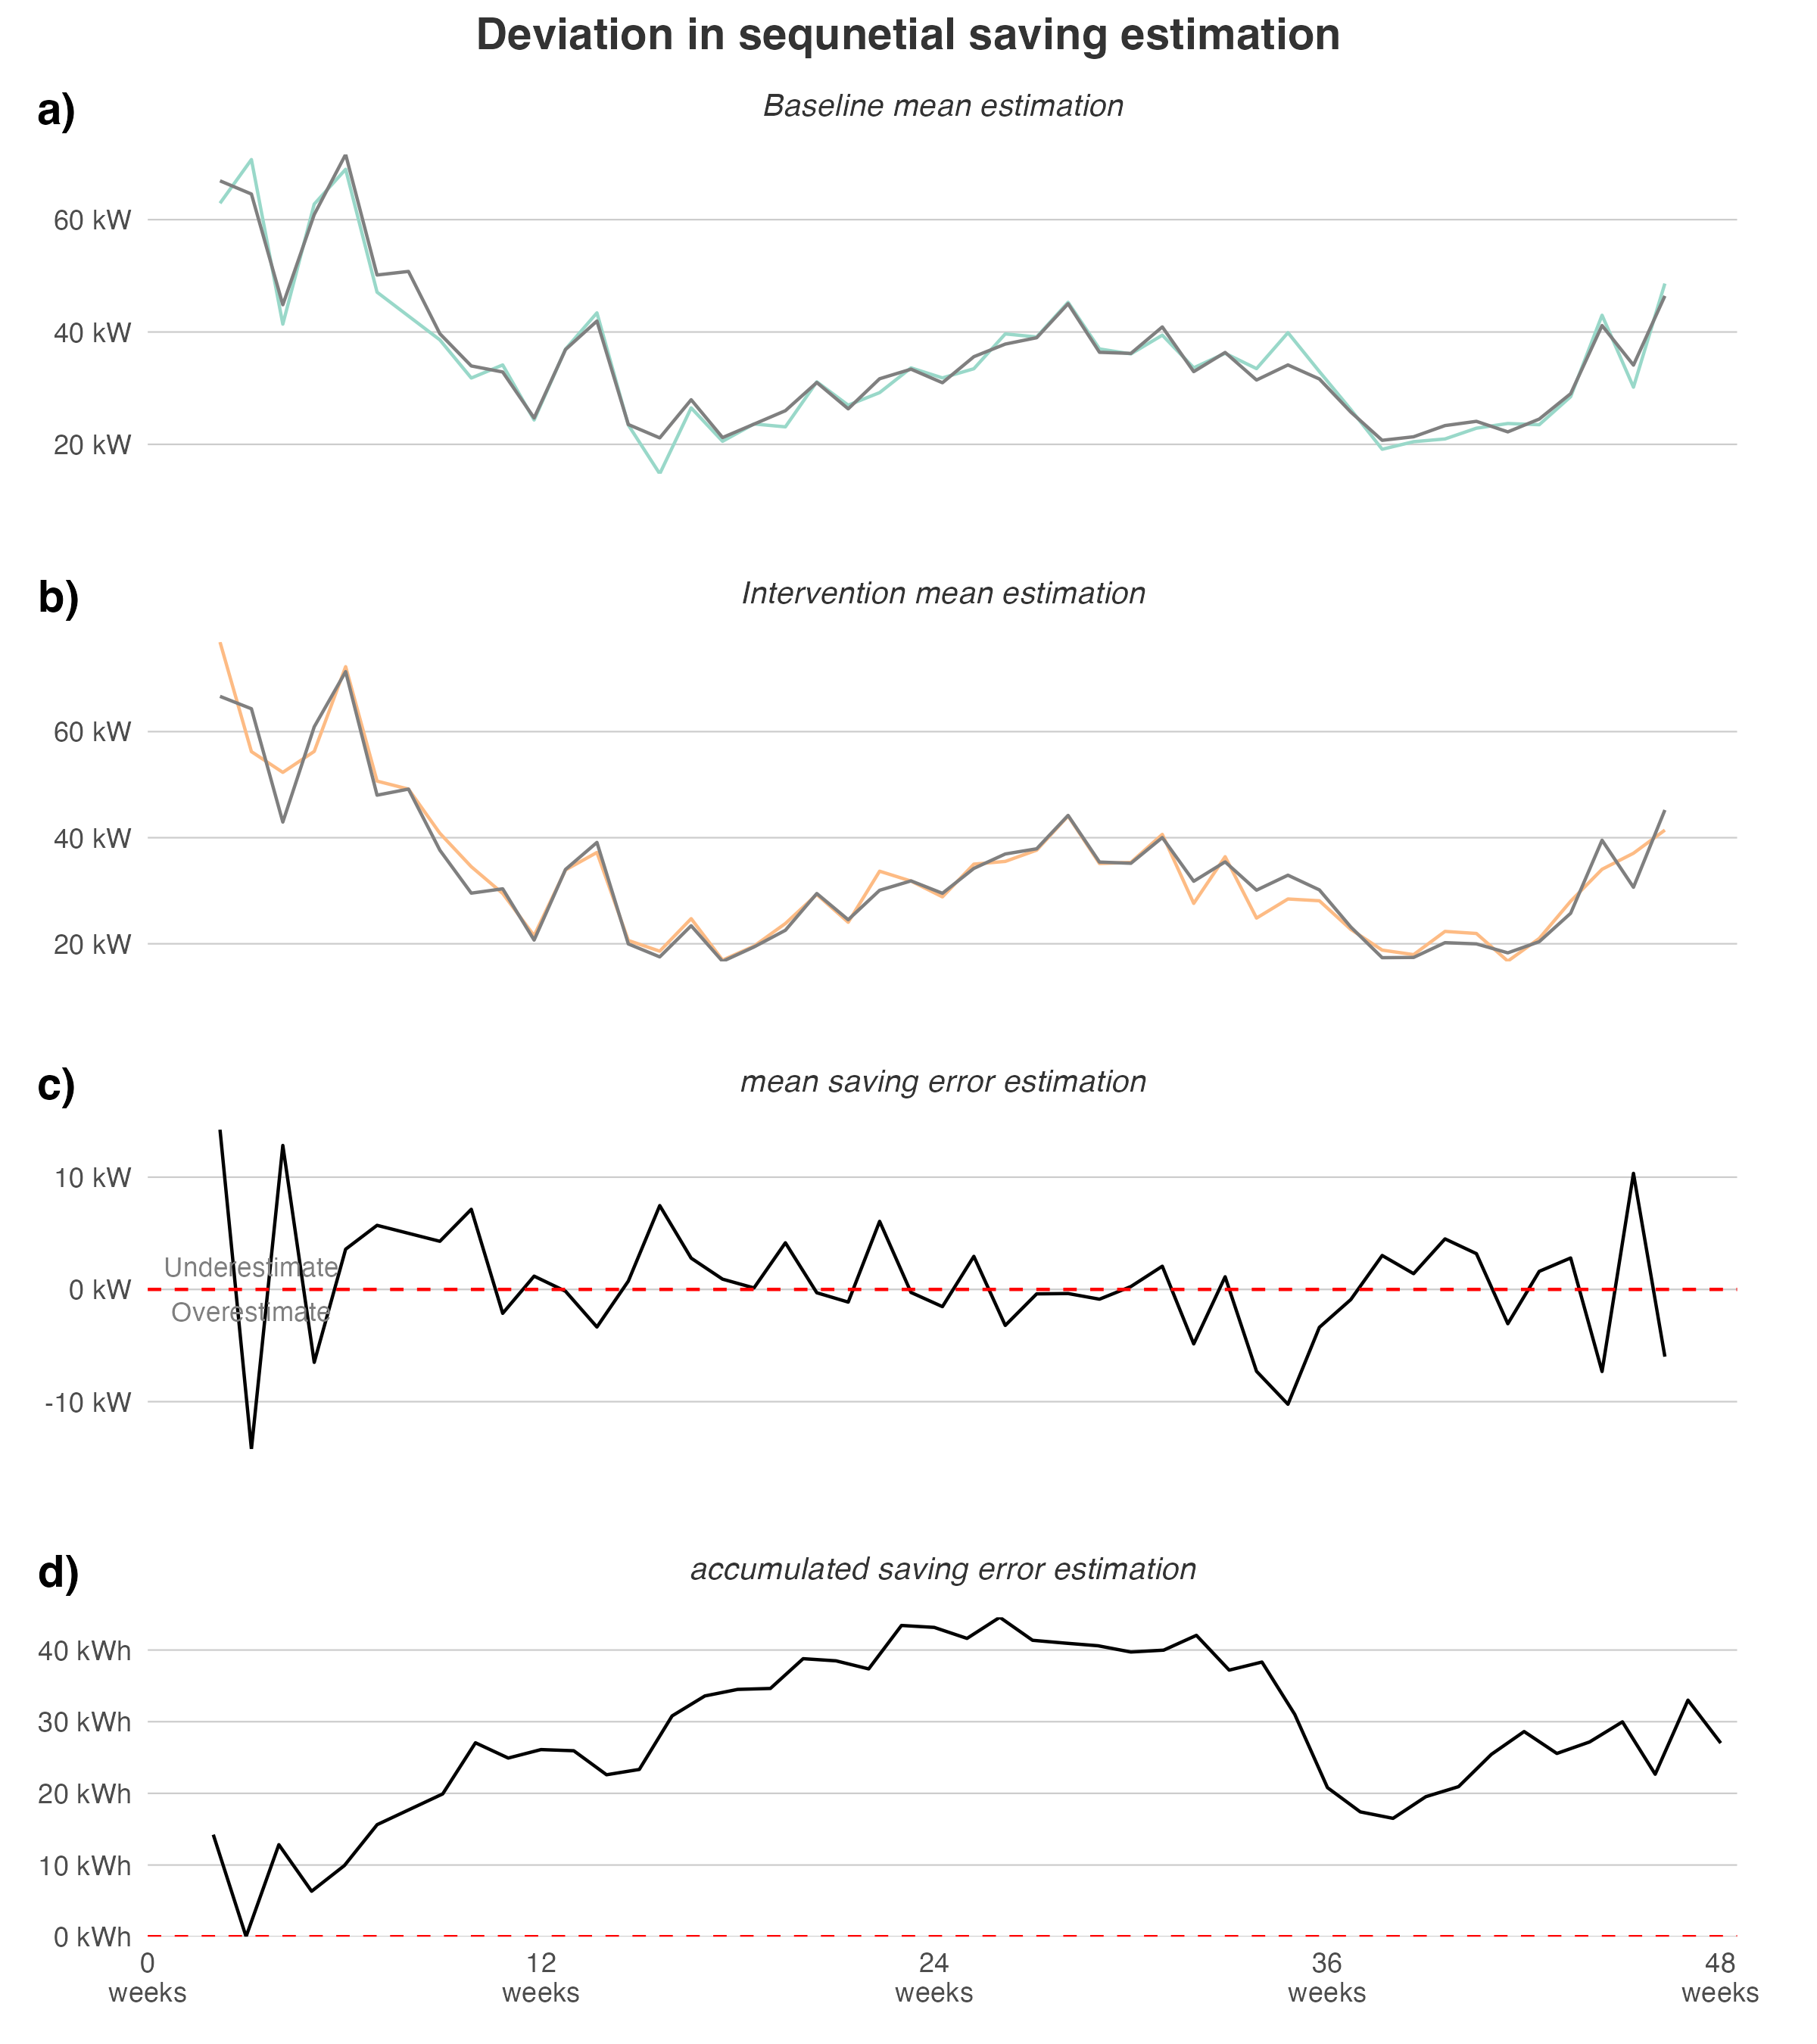 Deviation in sequnetial saving estimation
a)
Baseline mean estimation
60 kW
40 kW
20 kW
b)
Intervention mean estimation
60 kW
40 kW
20 kW
c)
mean saving error estimation
10 kW
Underestimate
0 kW
Overestimate
-10 kW
d)
accumulated saving error estimation
40 kWh
30 kWh
20 kWh
10 kWh
0 kWh
0 12 24 36 48
weeks weeks weeks weeks weeks